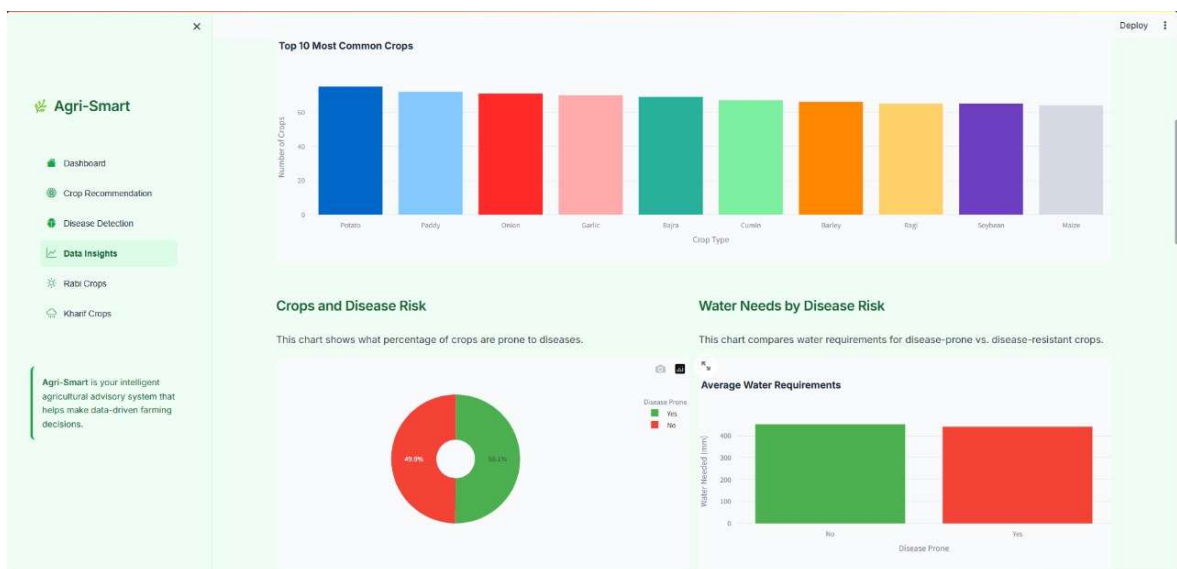 Deploy
Agri-Smart
Dashboard
Crop Recommendation
Disease Detection
Data Insights
Rabi Crops
Kharif Crops
Agri-Smart is your intelligent
agricultural advisory system that
helps make data-driven farming
decisions.
Top 10 Most Common Crops
Number of Crops
60
40
20
0
Potato Paddy Onion Garlic Bajra Cumin Barley Ragi Soybean Maize
Crop Type
Crops and Disease Risk
This chart shows what percentage of crops are prone to diseases.
Disease Prone
Yes
No
49.9% 50.1%
Water Needs by Disease Risk
This chart compares water requirements for disease-prone vs. disease-resistant crops.
Average Water Requirements
Water Needed (mm)
400
300
200
100
0
No Yes
Disease Prone